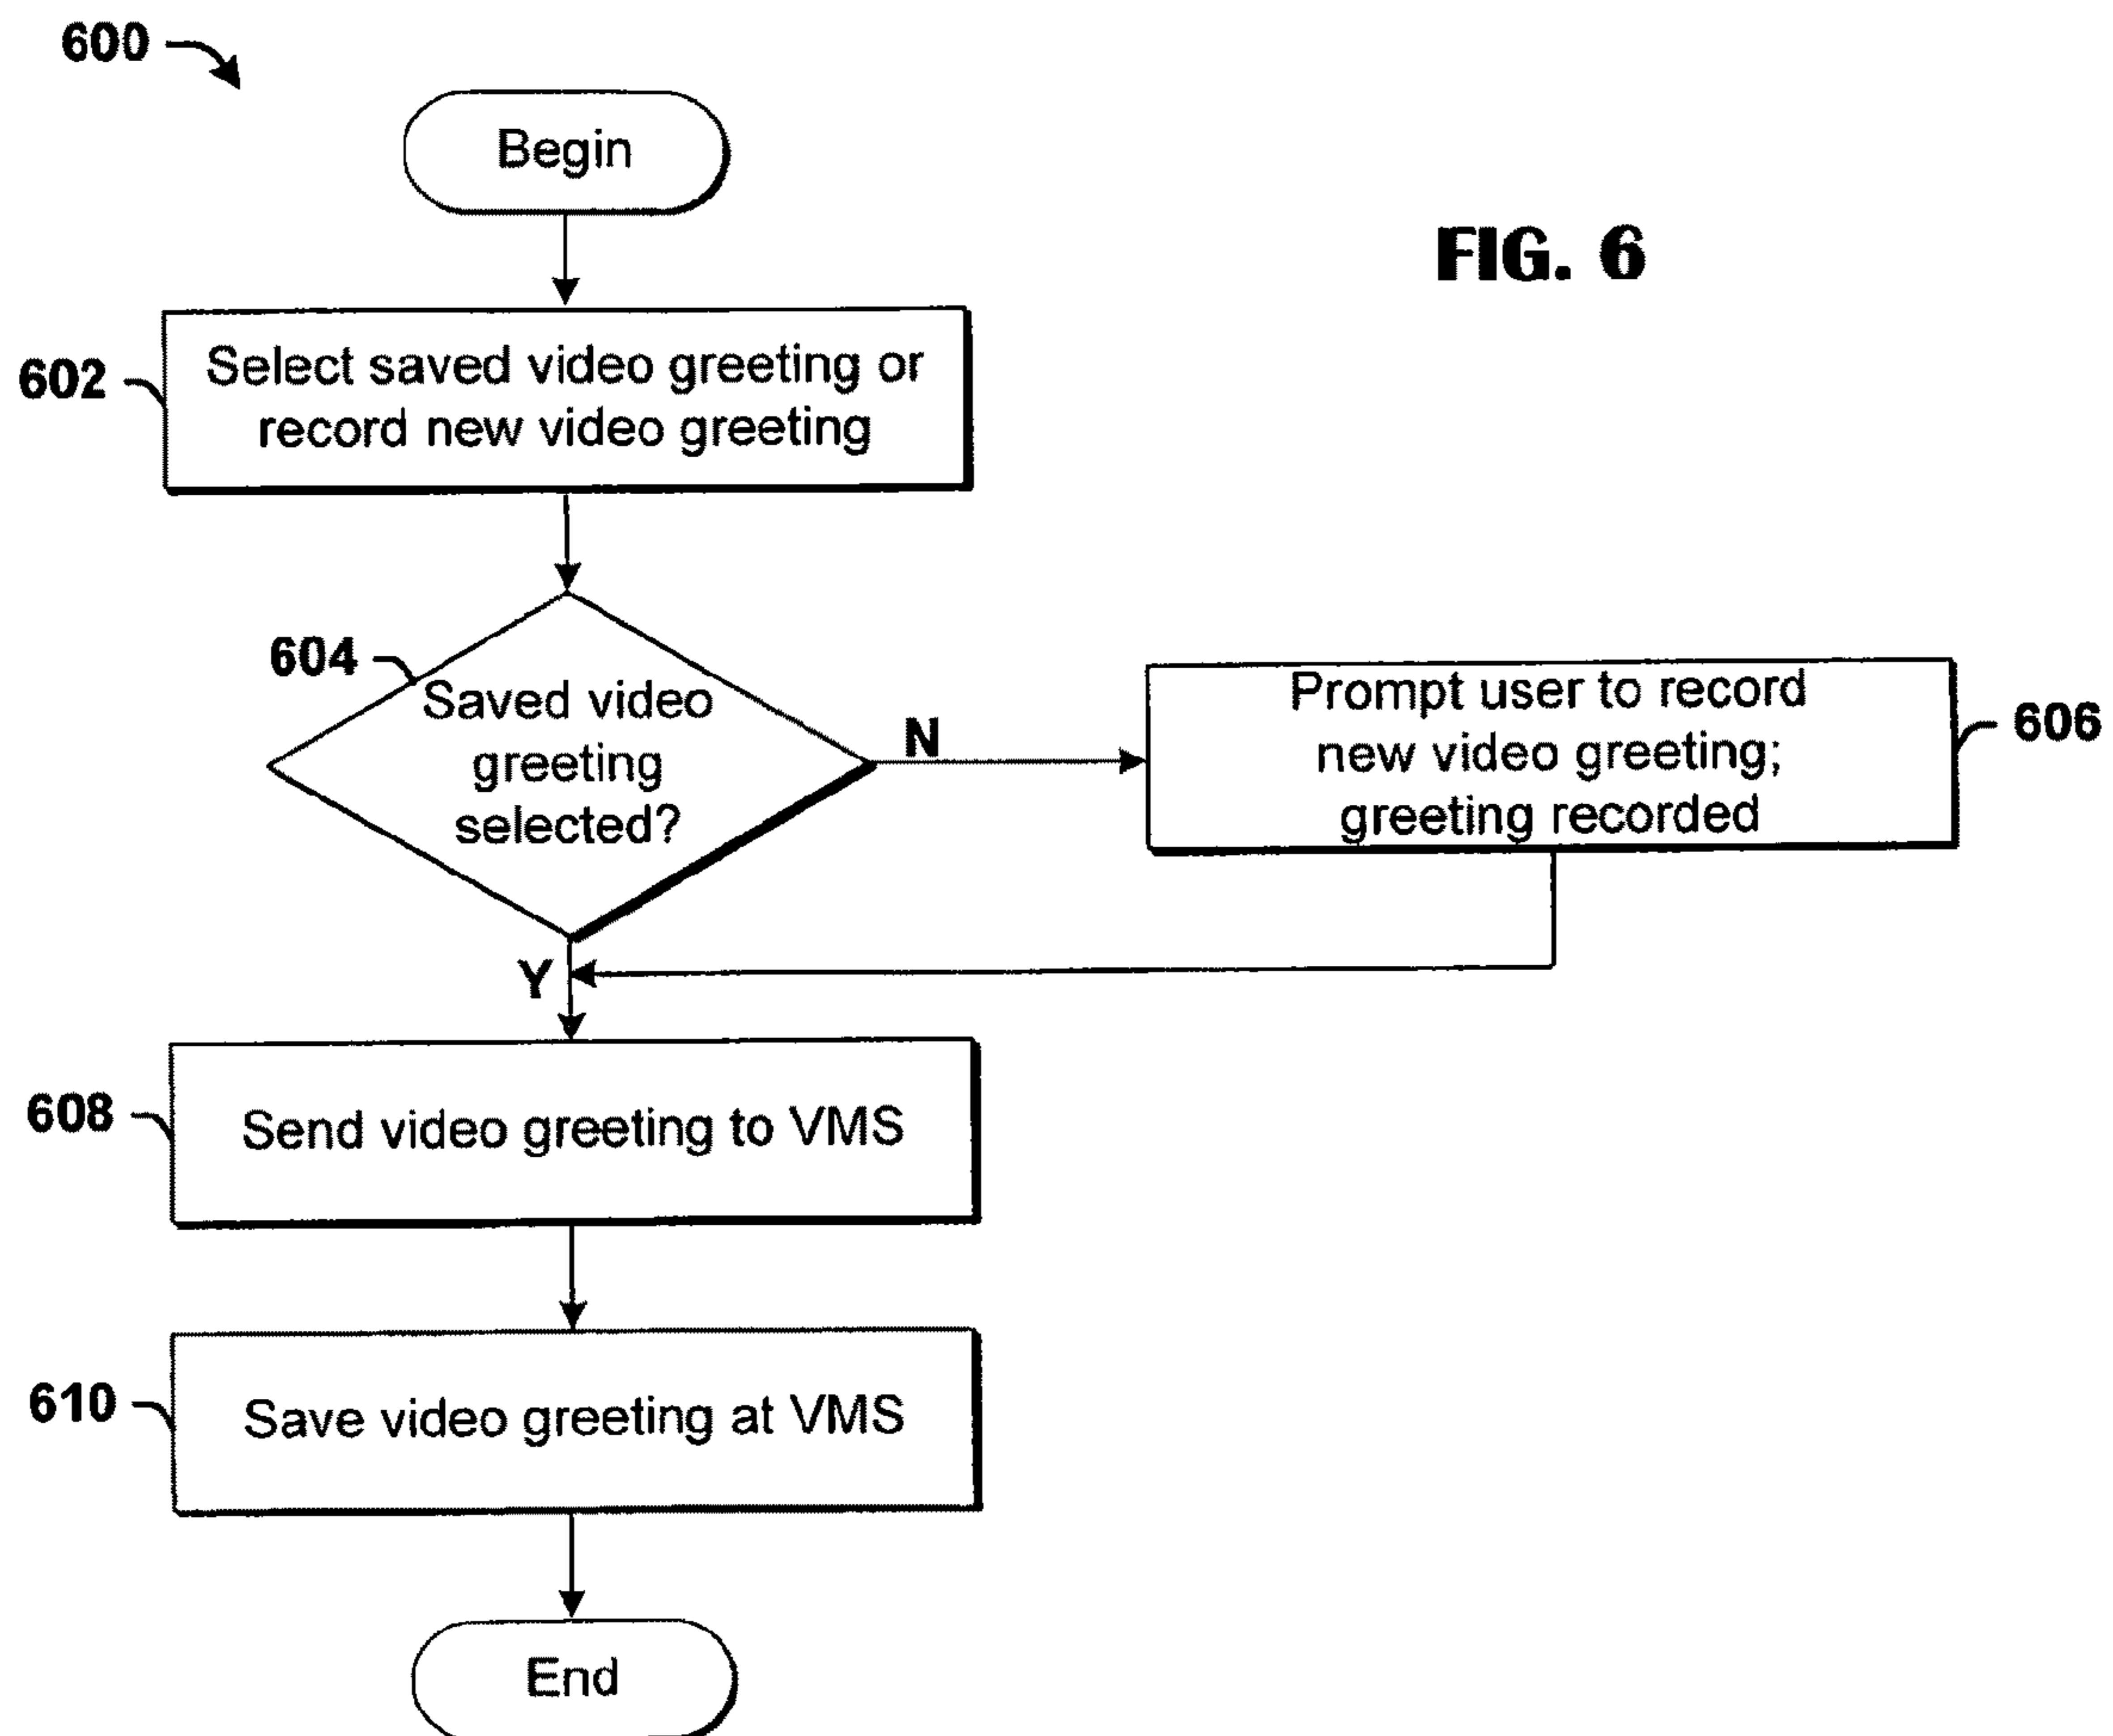 600
Begin
FIG. 6
602
Select saved video greeting or
record new video greeting
604
Saved video
greeting
selected?
N
Prompt user to record
new video greeting;
greeting recorded
606
Y
608
Send video greeting to VMS
610
Save video greeting at VMS
End